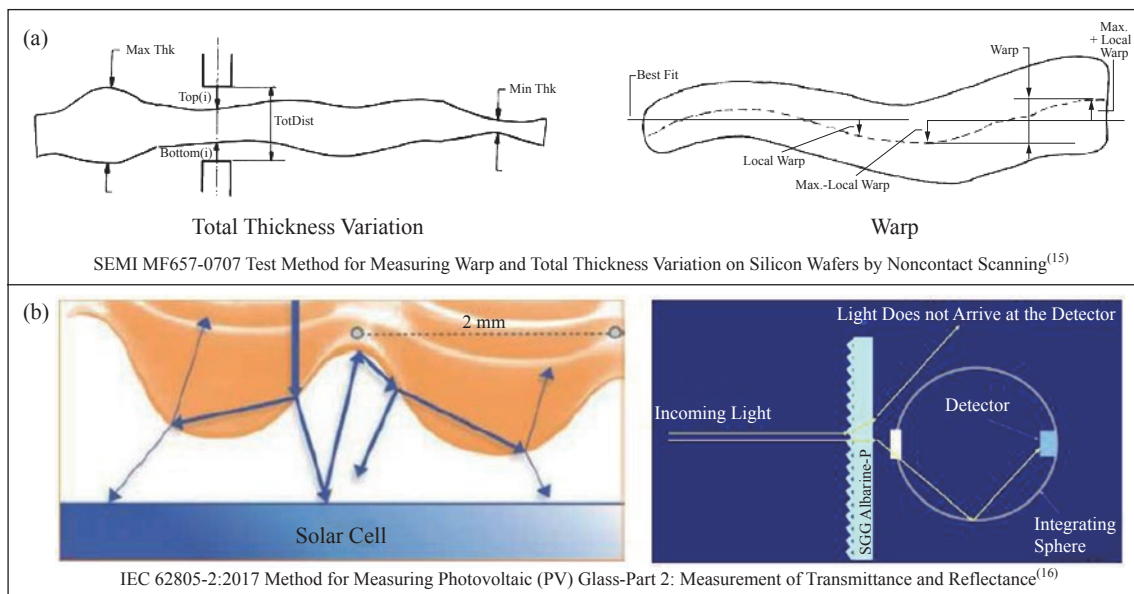 (a)
Max Thk
Top(i)
TotDist
Bottom(i)
Min Thk
Total Thickness Variation
Best Fit
Warp
Max.
+ Local
Warp
Local Warp
Max.-Local Warp
Warp
SEMI MF657-0707 Test Method for Measuring Warp and Total Thickness Variation on Silicon Wafers by Noncontact Scanning(15)
(b)
2 mm
Solar Cell
Light Does not Arrive at the Detector
Incoming Light
Detector
SGG Albarine-P
Integrating
Sphere
IEC 62805-2:2017 Method for Measuring Photovoltaic (PV) Glass-Part 2: Measurement of Transmittance and Reflectance(16)